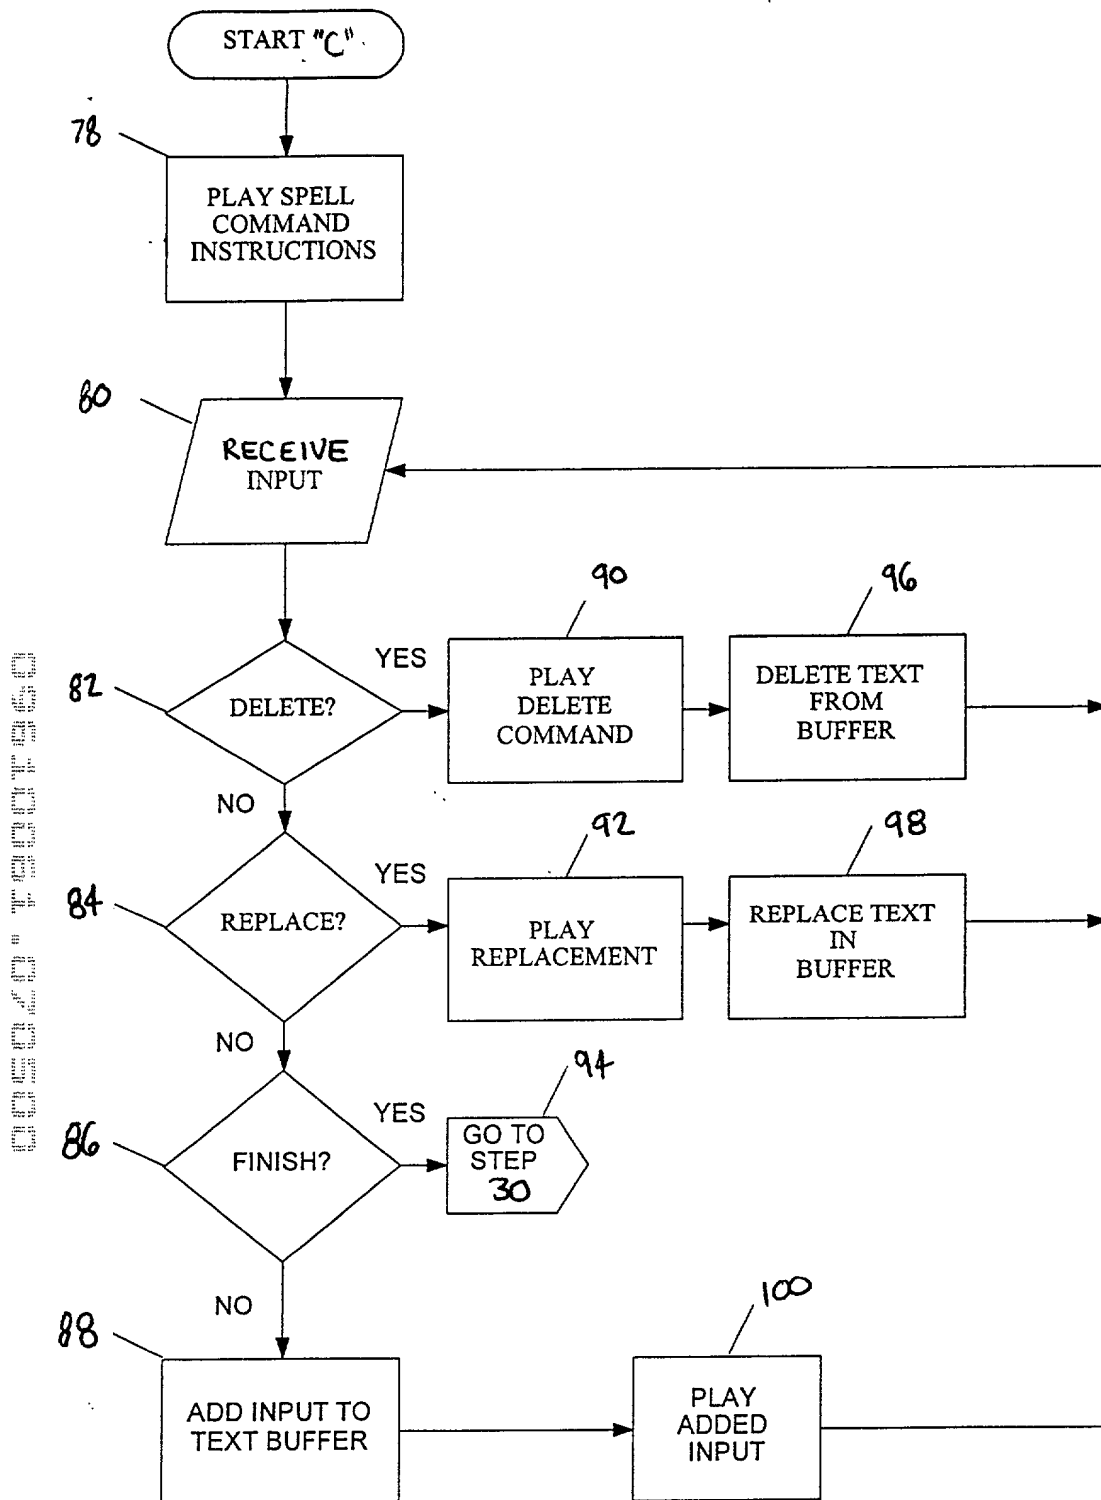 START "C"
78
PLAY SPELL
COMMAND
INSTRUCTIONS
80
RECEIVE
INPUT
90
96
82
DELETE?
YES
PLAY
DELETE
COMMAND
DELETE TEXT
FROM
BUFFER
NO
92
98
84
REPLACE?
YES
PLAY
REPLACEMENT
REPLACE TEXT
IN
BUFFER
NO
94
86
FINISH?
YES
GO TO
STEP
30
NO
100
88
ADD INPUT TO
TEXT BUFFER
PLAY
ADDED
INPUT